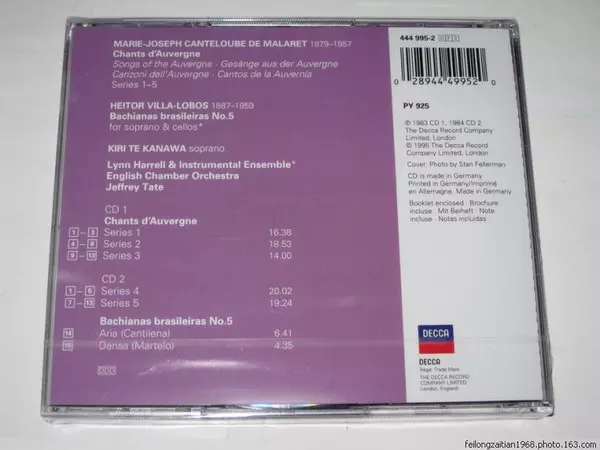 MARIE-JOSEPH CANTELOUBE DE MALARET 1879-1957
Chants d'Auvergne
Songs of the Auvergne · Gesänge aus der Auvergne
Canzoni dell'Auvergne · Cantos de la Auvernia
Series 1-5
HEITOR VILLA-LOBOS 1887-1959
Bachianas brasileiras No.5
for soprano & cellos*
KIRI TE KANAWA soprano
Lynn Harrell & Instrumental Ensemble*
English Chamber Orchestra
Jeffrey Tate
CD 1
Chants d'Auvergne
1 - 3 Series 1 16.38
4 - 8 Series 2 18.53
9 - 13 Series 3 14.00
CD 2
1 - 6 Series 4 20.02
7 - 13 Series 5 19.24
Bachianas brasileiras No.5
14 Aria (Cantilena) 6.41
15 Dansa (Martelo) 4.35
DDD
444 995-2 DDD
0 28944 49952 0
PY 925
℗ 1983 CD 1, 1984 CD 2
The Decca Record Company
Limited, London
© 1995 The Decca Record
Company Limited, London
Cover: Photo by Stan Fellerman
CD is made in Germany
Printed in Germany/Imprimé
en Allemagne. Made in Germany
Booklet enclosed · Brochure
incluse · Mit Beiheft · Note
incluse · Notas incluidas
DECCA
DECCA
Regd. Trade Mark
THE DECCA RECORD
COMPANY LIMITED
London, England
feilongzaitian1968.photo.163.com